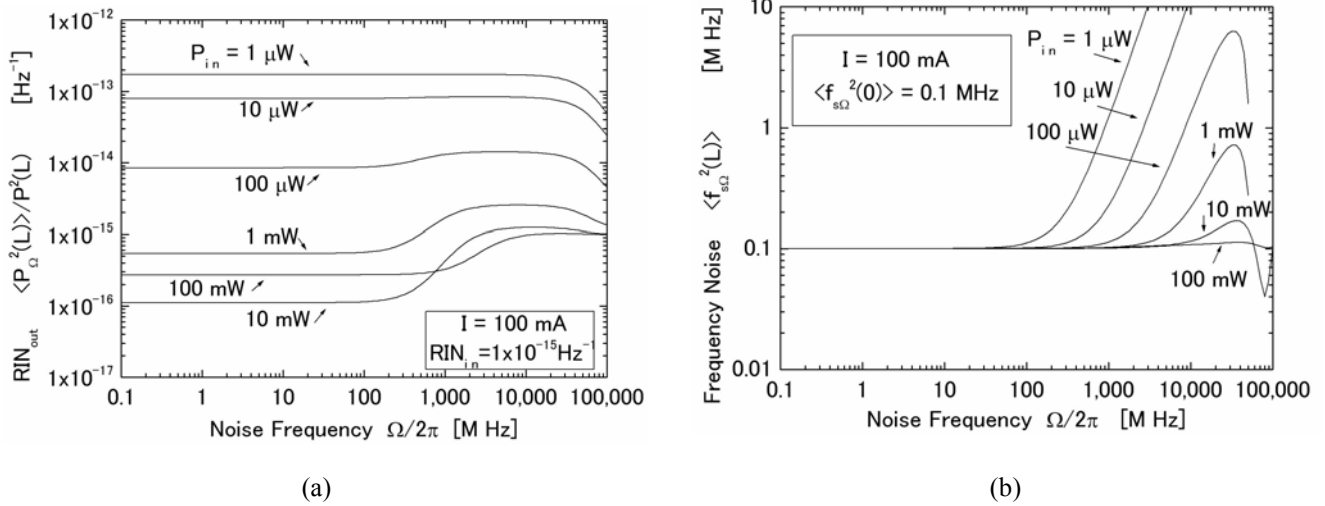 1x10⁻¹²
1x10⁻¹³
1x10⁻¹⁴
1x10⁻¹⁵
1x10⁻¹⁶
1x10⁻¹⁷
RIN_out <P_Ω²(L)>/P²(L) [Hz⁻¹]
P_in = 1 μW
10 μW
100 μW
1 mW
100 mW
10 mW
I = 100 mA
RIN_in=1x10⁻¹⁵Hz⁻¹
0.1 1 10 100 1,000 10,000 100,000
Noise Frequency Ω/2π [M Hz]
(a)
10
1
0.1
0.01
Frequency Noise <f_sΩ²(L)> [M Hz]
I = 100 mA
<f_sΩ²(0)> = 0.1 MHz
P_in = 1 μW
10 μW
100 μW
1 mW
10 mW
100 mW
0.1 1 10 100 1,000 10,000 100,000
Noise Frequency Ω/2π [M Hz]
(b)